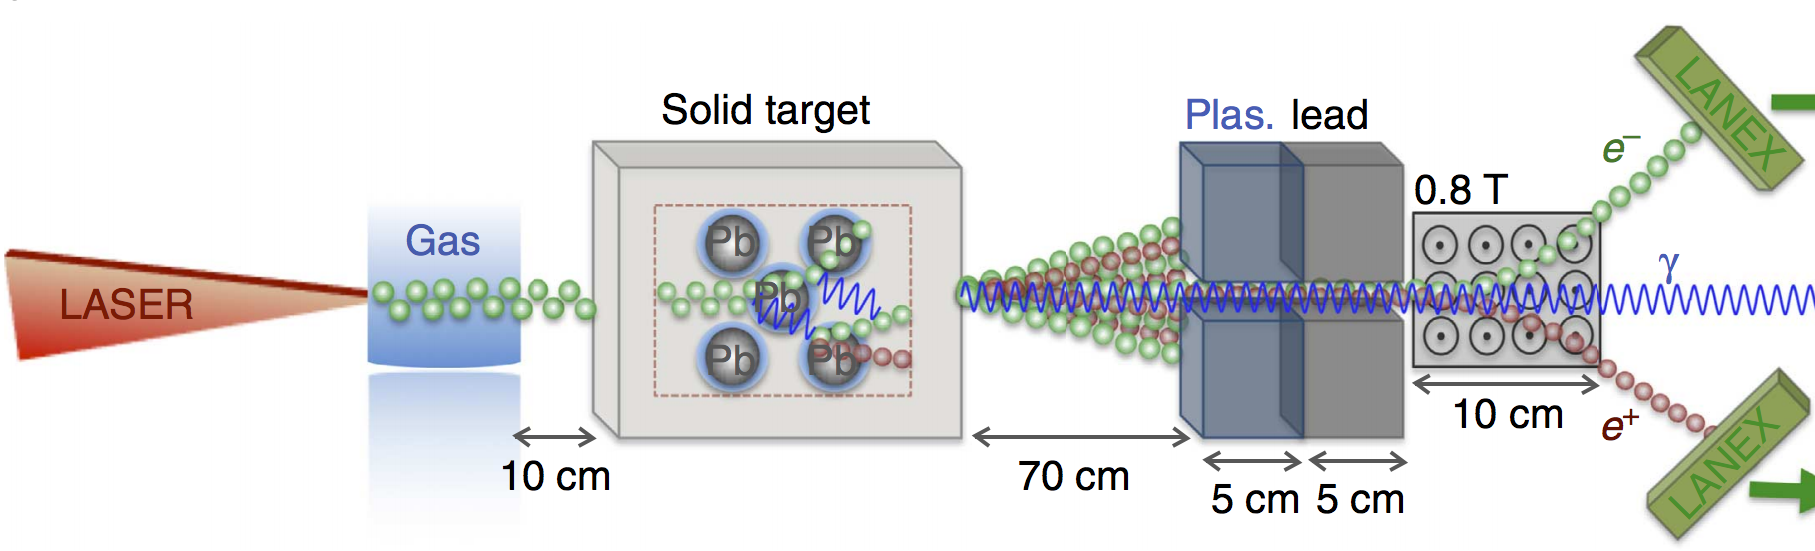 Solid target
Plas. lead
LANEX
e−
0.8 T
Gas
Pb
Pb
γ
LASER
Pb
Pb
Pb
10 cm
e+
LANEX
10 cm
70 cm
5 cm 5 cm